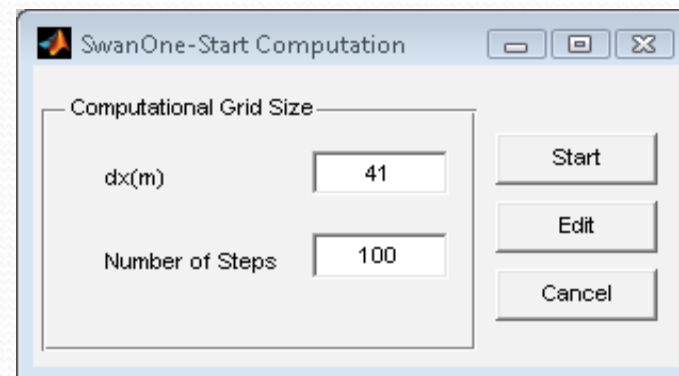 SwanOne-Start Computation
Computational Grid Size
dx(m) 41
Number of Steps 100
Start
Edit
Cancel